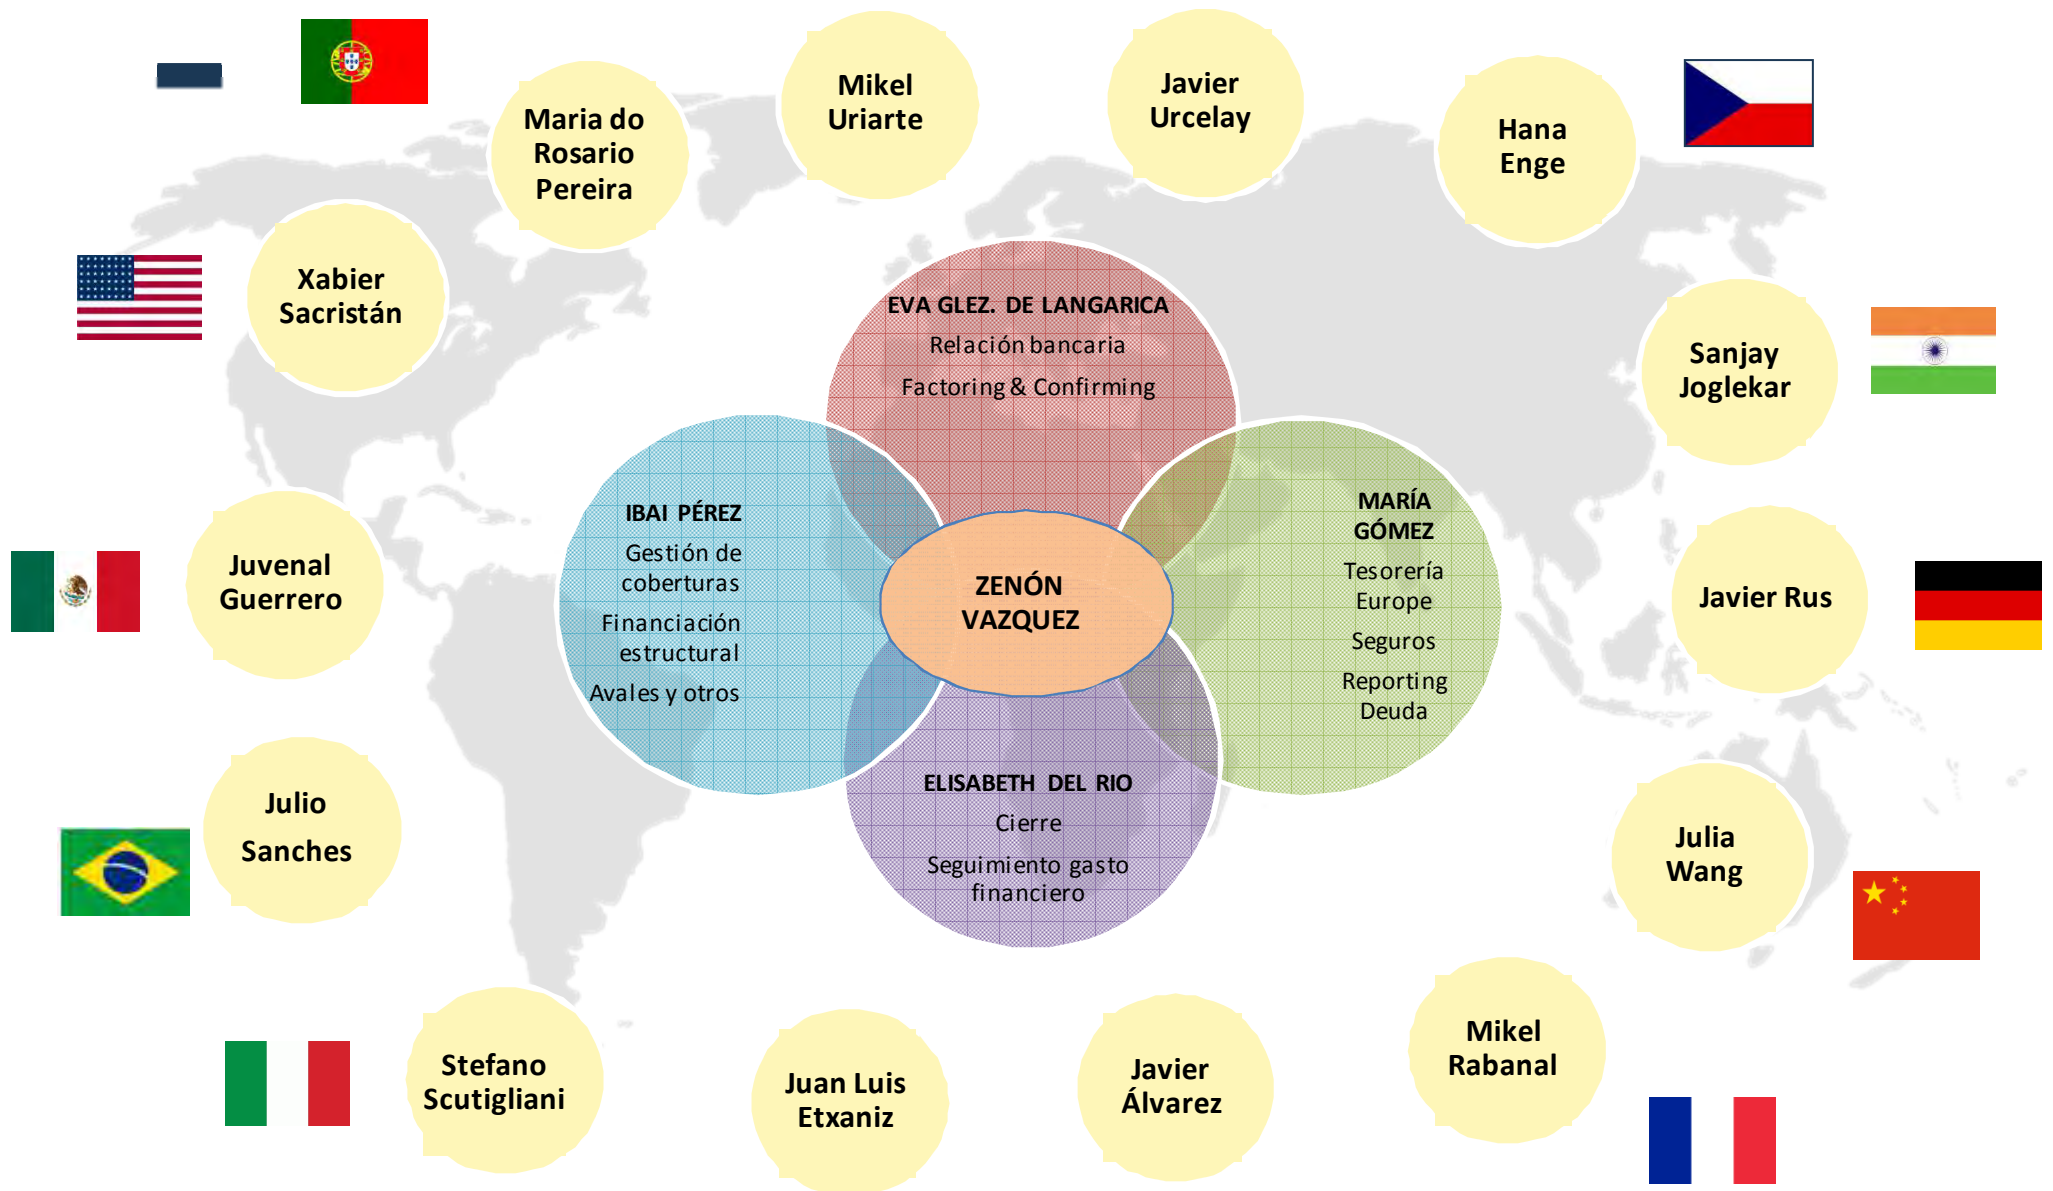 Mikel
Uriarte
Javier
Urcelay
Maria do
Rosario
Pereira
Hana
Enge
Xabier
Sacristán
EVA GLEZ. DE LANGARICA
Relación bancaria
Factoring & Confirming
Sanjay
Joglekar
IBAI PÉREZ
Gestión de
coberturas
Financiación
estructural
Avales y otros
MARÍA
GÓMEZ
Tesorería
Europe
Seguros
Reporting
Deuda
ZENÓN
VAZQUEZ
Juvenal
Guerrero
Javier Rus
ELISABETH DEL RIO
Cierre
Seguimiento gasto
financiero
Julio
Sanches
Julia
Wang
Stefano
Scutigliani
Juan Luis
Etxaniz
Javier
Álvarez
Mikel
Rabanal